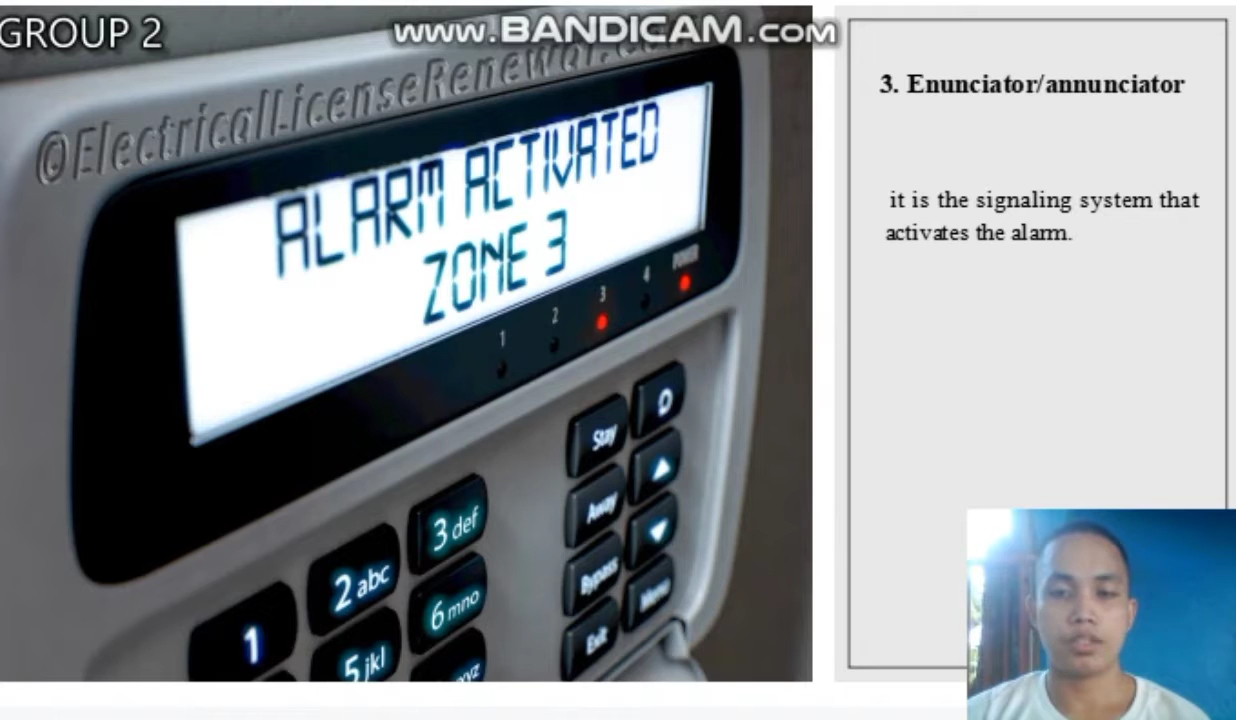 GROUP 2
www.BANDICAM.com
©ElectricalLicenseRenewal.Co
ALARM ACTIVATED
ZONE 3
1 2 3 4 POWER
Stay
Away
Bypass
Menu
Exit
1
2 abc
3 def
5 jkl
6 mno
xyz
3. Enunciator/annunciator
it is the signaling system that
activates the alarm.